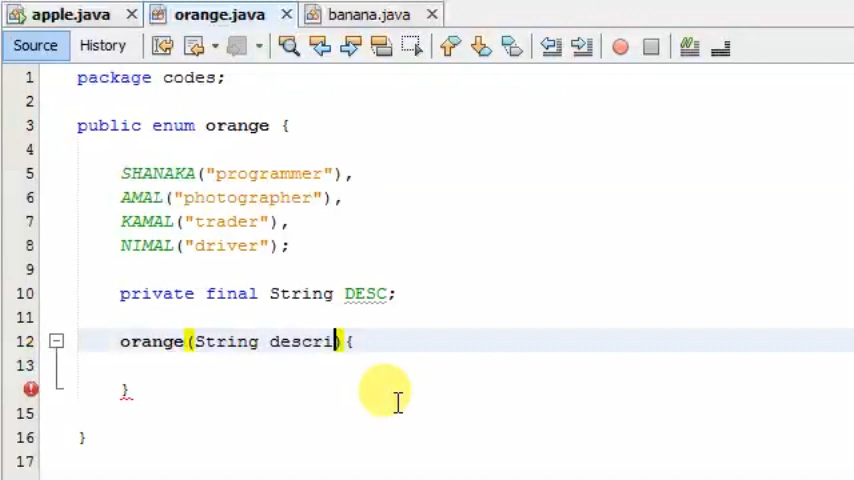 apple.java orange.java banana.java
Source History
1 package codes;
2
3 public enum orange {
4
5 SHANAKA("programmer"),
6 AMAL("photographer"),
7 KAMAL("trader"),
8 NIMAL("driver");
9
10 private final String DESC;
11
12 orange(String descri){
13
}
15
16 }
17